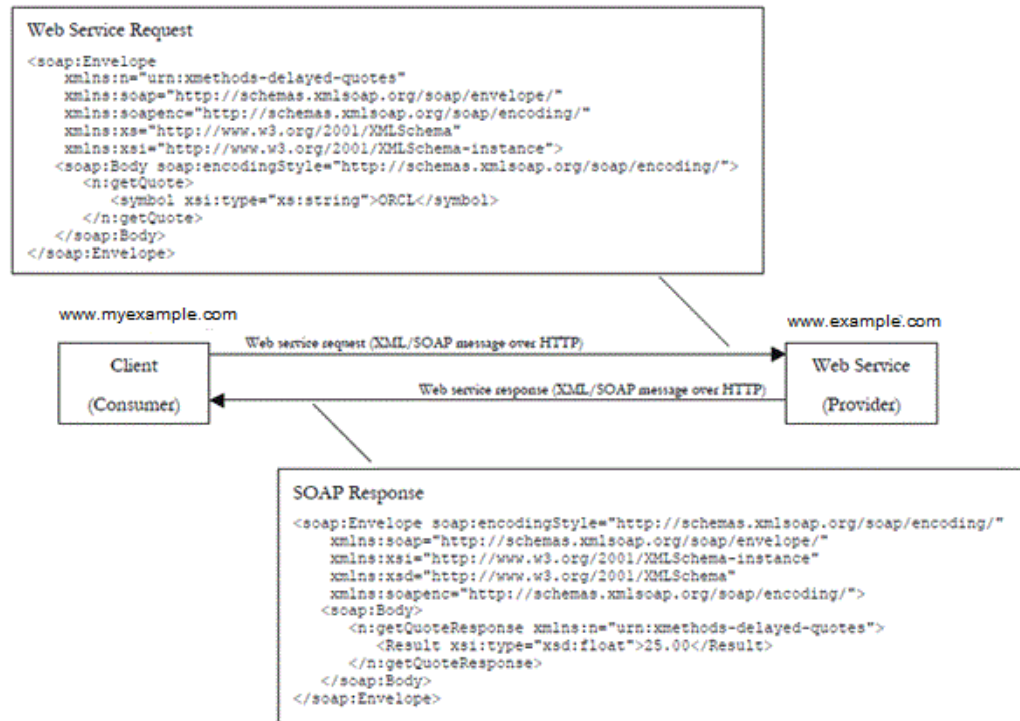 Web Service Request
<soap:Envelope
xmlns:n="urn:xmethods-delayed-quotes"
xmlns:soap="http://schemas.xmlsoap.org/soap/envelope/"
xmlns:soapenc="http://schemas.xmlsoap.org/soap/encoding/"
xmlns:xs="http://www.w3.org/2001/XMLSchema"
xmlns:xsi="http://www.w3.org/2001/XMLSchema-instance">
<soap:Body soap:encodingStyle="http://schemas.xmlsoap.org/soap/encoding/">
<n:getQuote>
<symbol xsi:type="xs:string">ORCL</symbol>
</n:getQuote>
</soap:Body>
</soap:Envelope>
www.myexample.com
www.example.com
Web service request (XML/SOAP message over HTTP)
Client
(Consumer)
Web Service
(Provider)
Web service response (XML/SOAP message over HTTP)
SOAP Response
<soap:Envelope soap:encodingStyle="http://schemas.xmlsoap.org/soap/encoding/"
xmlns:soap="http://schemas.xmlsoap.org/soap/envelope/"
xmlns:xsi="http://www.w3.org/2001/XMLSchema-instance"
xmlns:xsd="http://www.w3.org/2001/XMLSchema"
xmlns:soapenc="http://schemas.xmlsoap.org/soap/encoding/">
<soap:Body>
<n:getQuoteResponse xmlns:n="urn:xmethods-delayed-quotes">
<Result xsi:type="xsd:float">25.00</Result>
</n:getQuoteResponse>
</soap:Body>
</soap:Envelope>